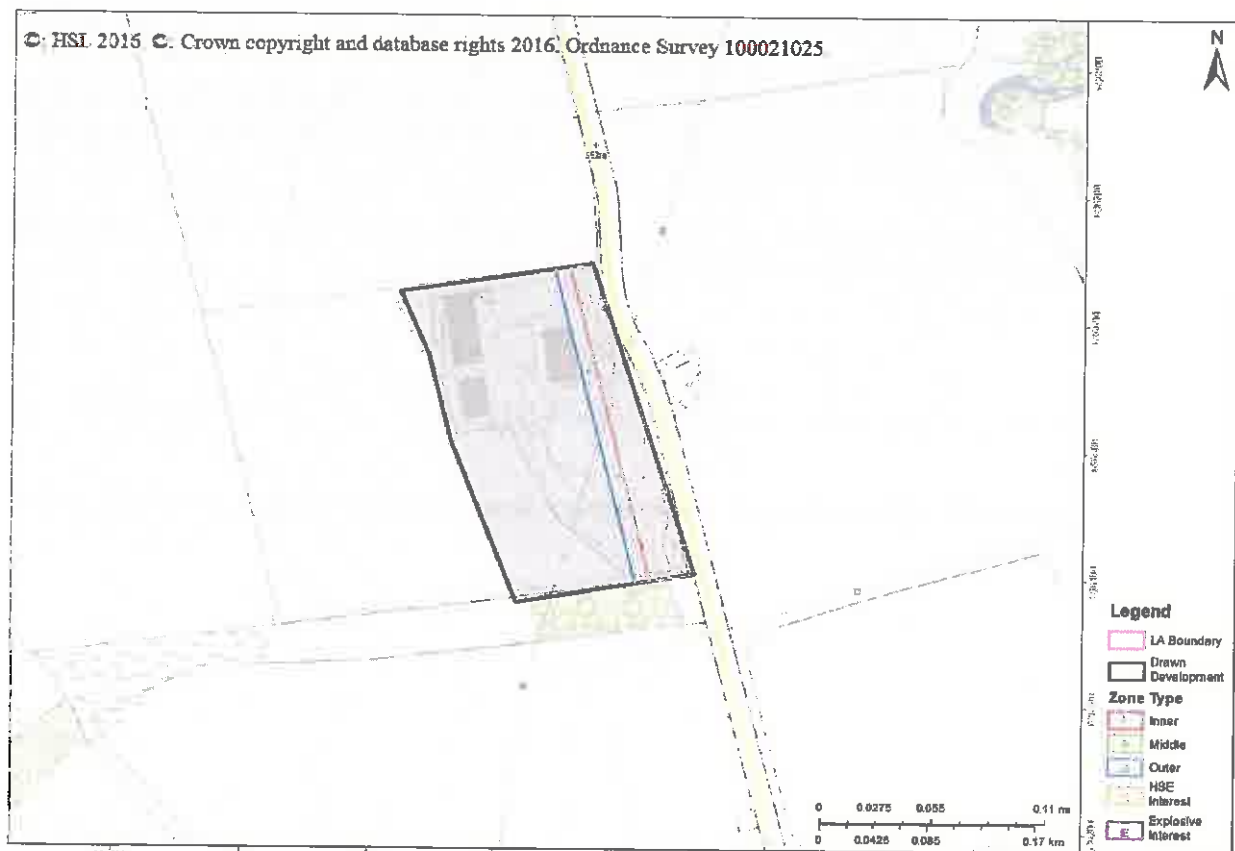 ©: HSL 2015 ©. Crown copyright and database rights 2016. Ordnance Survey 100021025
N
Legend
LA Boundary
Drawn
Development
Zone Type
Inner
Middle
Outer
HSE
Interest
Explosive
Interest
E
0 0.0275 0.055 0.11 mi
0 0.0425 0.085 0.17 km